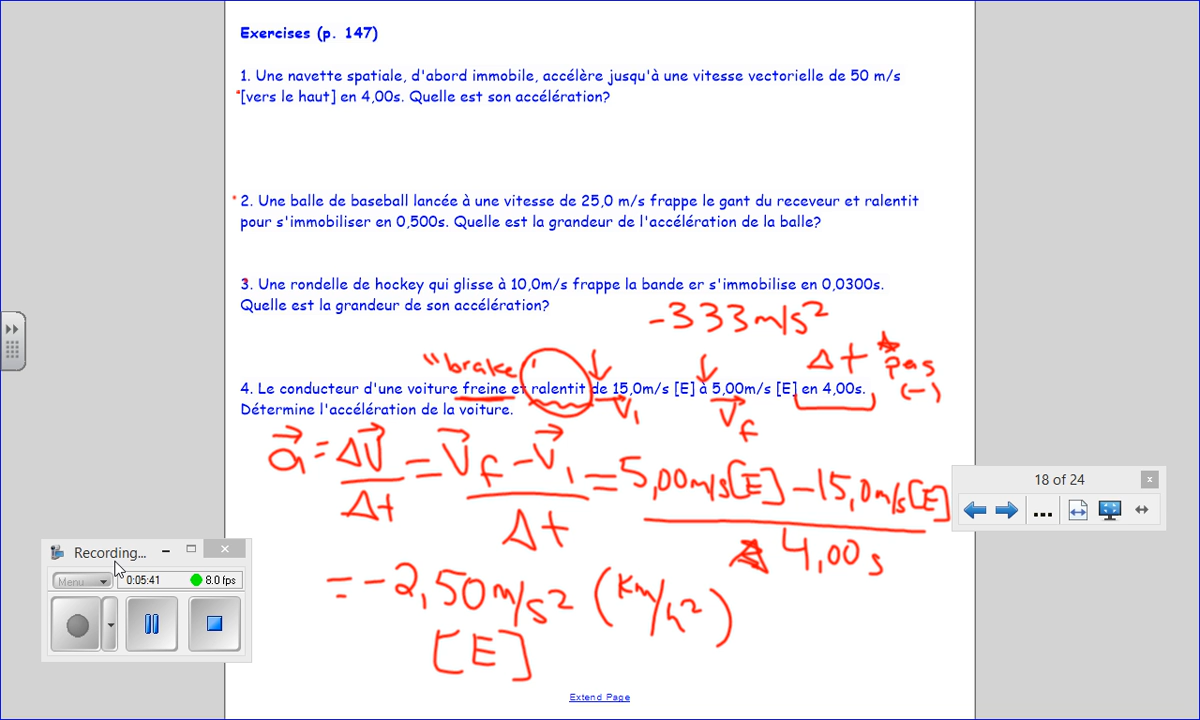 Exercises (p. 147)
1. Une navette spatiale, d'abord immobile, accélère jusqu'à une vitesse vectorielle de 50 m/s
[vers le haut] en 4,00s. Quelle est son accélération?
2. Une balle de baseball lancée à une vitesse de 25,0 m/s frappe le gant du receveur et ralentit
pour s'immobiliser en 0,500s. Quelle est la grandeur de l'accélération de la balle?
3. Une rondelle de hockey qui glisse à 10,0m/s frappe la bande er s'immobilise en 0,0300s.
Quelle est la grandeur de son accélération?
-333 m/s²
"brake
Δt pas
(-)
4. Le conducteur d'une voiture freine et ralentit de 15,0m/s [E] à 5,00m/s [E] en 4,00s.
V₁ Vf
Détermine l'accélération de la voiture.
a = ΔV/Δt = Vf - V₁/Δt = 5,00m/s[E] - 15,0m/s[E]/4,00s
= -2,50 m/s² (km/h²)
[E]
Extend Page
18 of 24
Recording...
Menu 0:05:41 8.0 fps